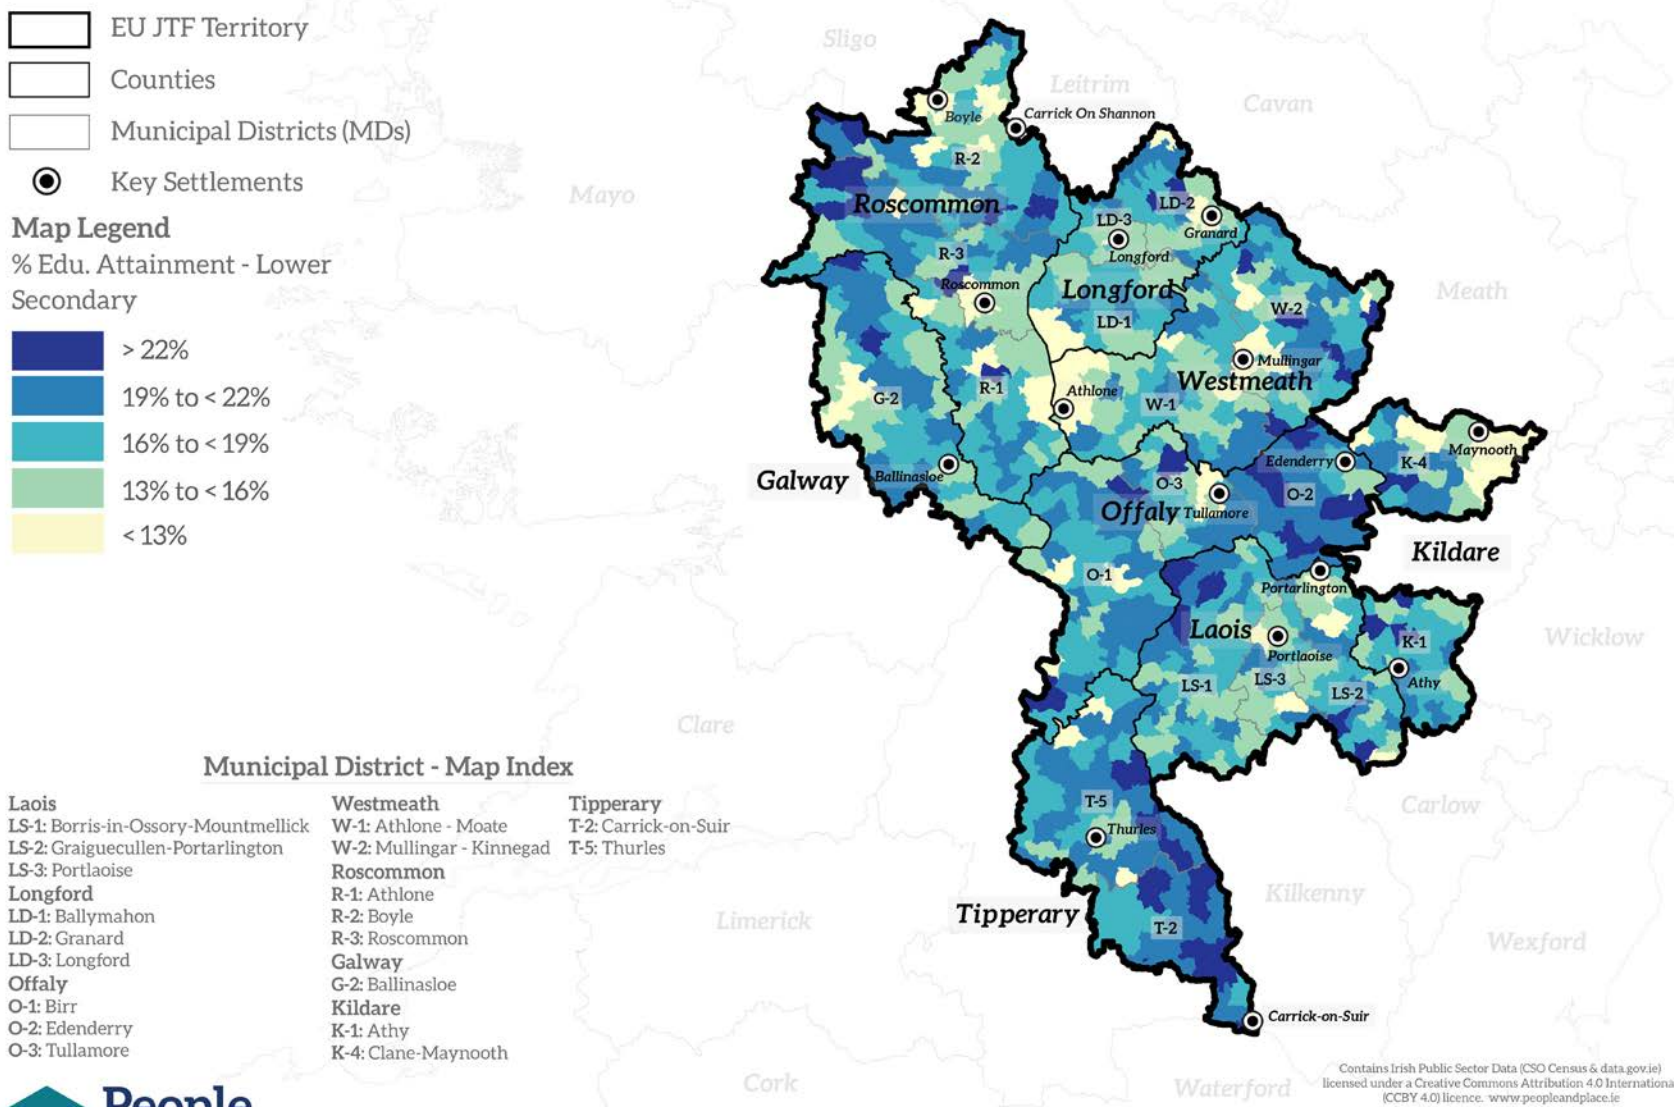 EU JTF Territory
Counties
Municipal Districts (MDs)
Key Settlements
Map Legend
% Edu. Attainment - Lower
Secondary
> 22%
19% to < 22%
16% to < 19%
13% to < 16%
< 13%
Sligo
Leitrim
Cavan
Mayo
Meath
Wicklow
Clare
Carlow
Limerick
Kilkenny
Wexford
Cork
Waterford
Boyle
Carrick On Shannon
R-2
Roscommon
LD-2
LD-3
Granard
Longford
R-3
Roscommon
Longford
W-2
LD-1
Mullingar
Westmeath
R-1
Athlone
G-2
W-1
Maynooth
Edenderry
K-4
Galway
Ballinasloe
O-3
O-2
Offaly
Tullamore
Kildare
O-1
Portarlington
Laois
K-1
Portlaoise
LS-1
LS-3
LS-2
Athy
T-5
Thurles
Tipperary
T-2
Carrick-on-Suir
Municipal District - Map Index
Laois
LS-1: Borris-in-Ossory-Mountmellick
LS-2: Graiguecullen-Portarlington
LS-3: Portlaoise
Longford
LD-1: Ballymahon
LD-2: Granard
LD-3: Longford
Offaly
O-1: Birr
O-2: Edenderry
O-3: Tullamore
Westmeath
W-1: Athlone - Moate
W-2: Mullingar - Kinnegad
Roscommon
R-1: Athlone
R-2: Boyle
R-3: Roscommon
Galway
G-2: Ballinasloe
Kildare
K-1: Athy
K-4: Clane-Maynooth
Tipperary
T-2: Carrick-on-Suir
T-5: Thurles
People
Contains Irish Public Sector Data (CSO Census & data.gov.ie)
licensed under a Creative Commons Attribution 4.0 Internationa
(CCBY 4.0) licence. www.peopleandplace.ie